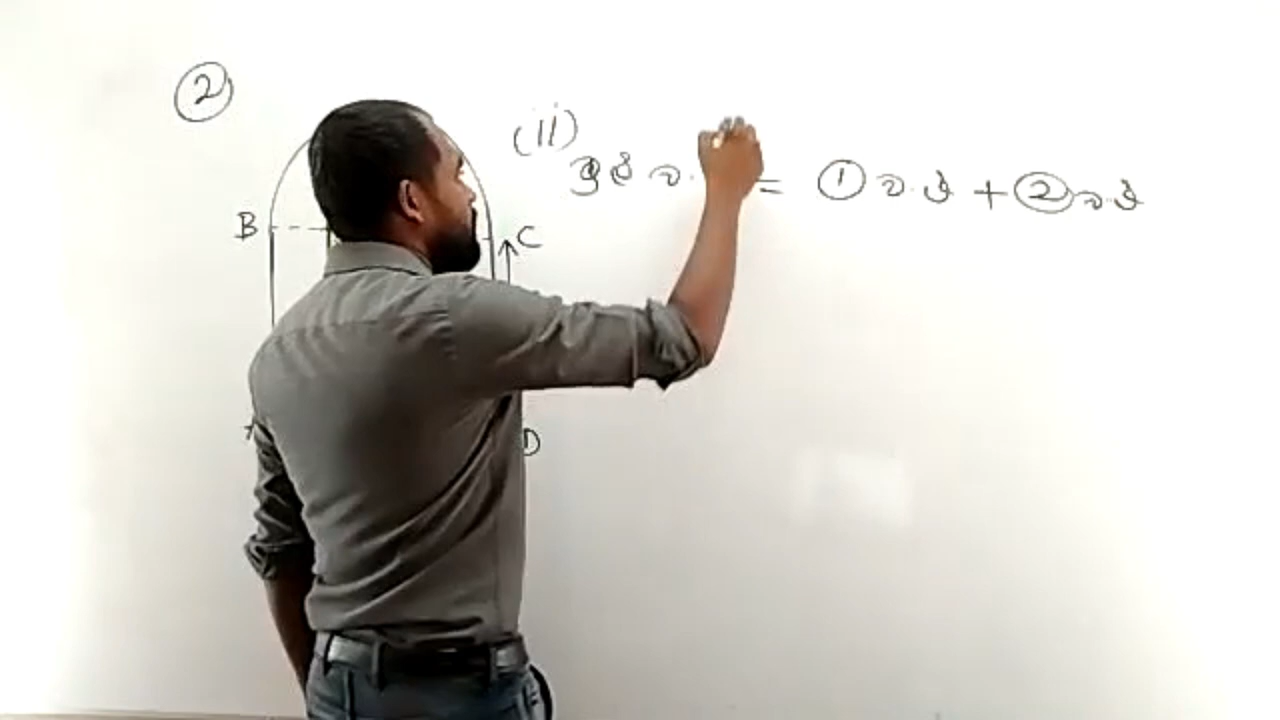 ②
(ii)
මුළු ව. = ① ව.ඵ + ② ව.ඵ
B
C
D